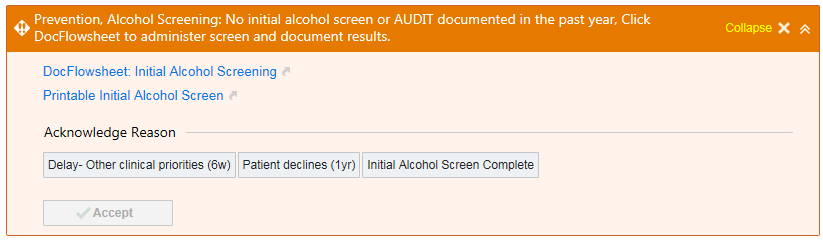 Prevention, Alcohol Screening: No initial alcohol screen or AUDIT documented in the past year, Click
DocFlowsheet to administer screen and document results.
Collapse
DocFlowsheet: Initial Alcohol Screening
Printable Initial Alcohol Screen
Acknowledge Reason
Delay- Other clinical priorities (6w) Patient declines (1yr) Initial Alcohol Screen Complete
Accept